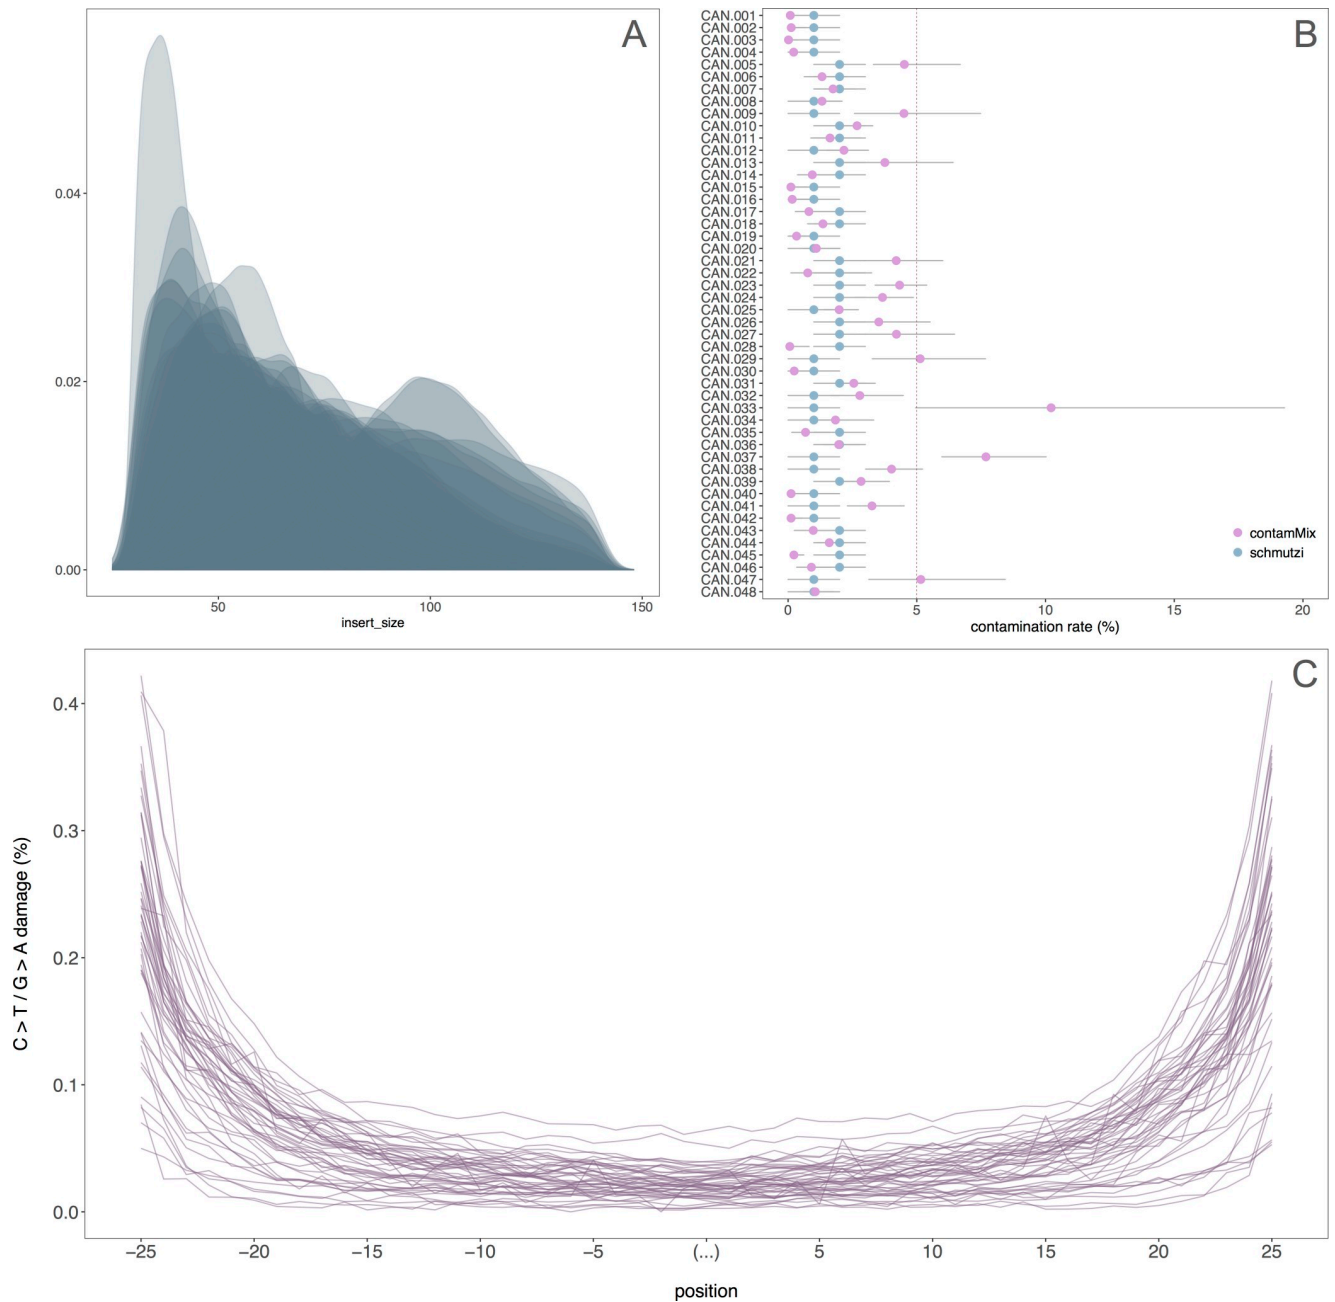 A
0.04
0.02
0.00
50
100
150
insert_size
B
CAN.001
CAN.002
CAN.003
CAN.004
CAN.005
CAN.006
CAN.007
CAN.008
CAN.009
CAN.010
CAN.011
CAN.012
CAN.013
CAN.014
CAN.015
CAN.016
CAN.017
CAN.018
CAN.019
CAN.020
CAN.021
CAN.022
CAN.023
CAN.024
CAN.025
CAN.026
CAN.027
CAN.028
CAN.029
CAN.030
CAN.031
CAN.032
CAN.033
CAN.034
CAN.035
CAN.036
CAN.037
CAN.038
CAN.039
CAN.040
CAN.041
CAN.042
CAN.043
CAN.044
CAN.045
CAN.046
CAN.047
CAN.048
contamMix
schmutzi
0
5
10
15
20
contamination rate (%)
C
C > T / G > A damage (%)
0.4
0.3
0.2
0.1
0.0
−25
−20
−15
−10
−5
(...)
5
10
15
20
25
position